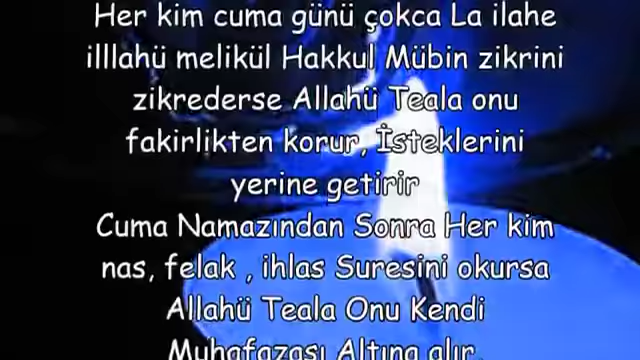 Her kim cuma günü çokca La ilahe
illlahü melikül Hakkul Mübin zikrini
zikrederse Allahü Teala onu
fakirlikten korur, İsteklerini
yerine getirir
Cuma Namazından Sonra Her kim
nas, felak , ihlas Suresini okursa
Allahü Teala Onu Kendi
Muhafazası Altına alır.